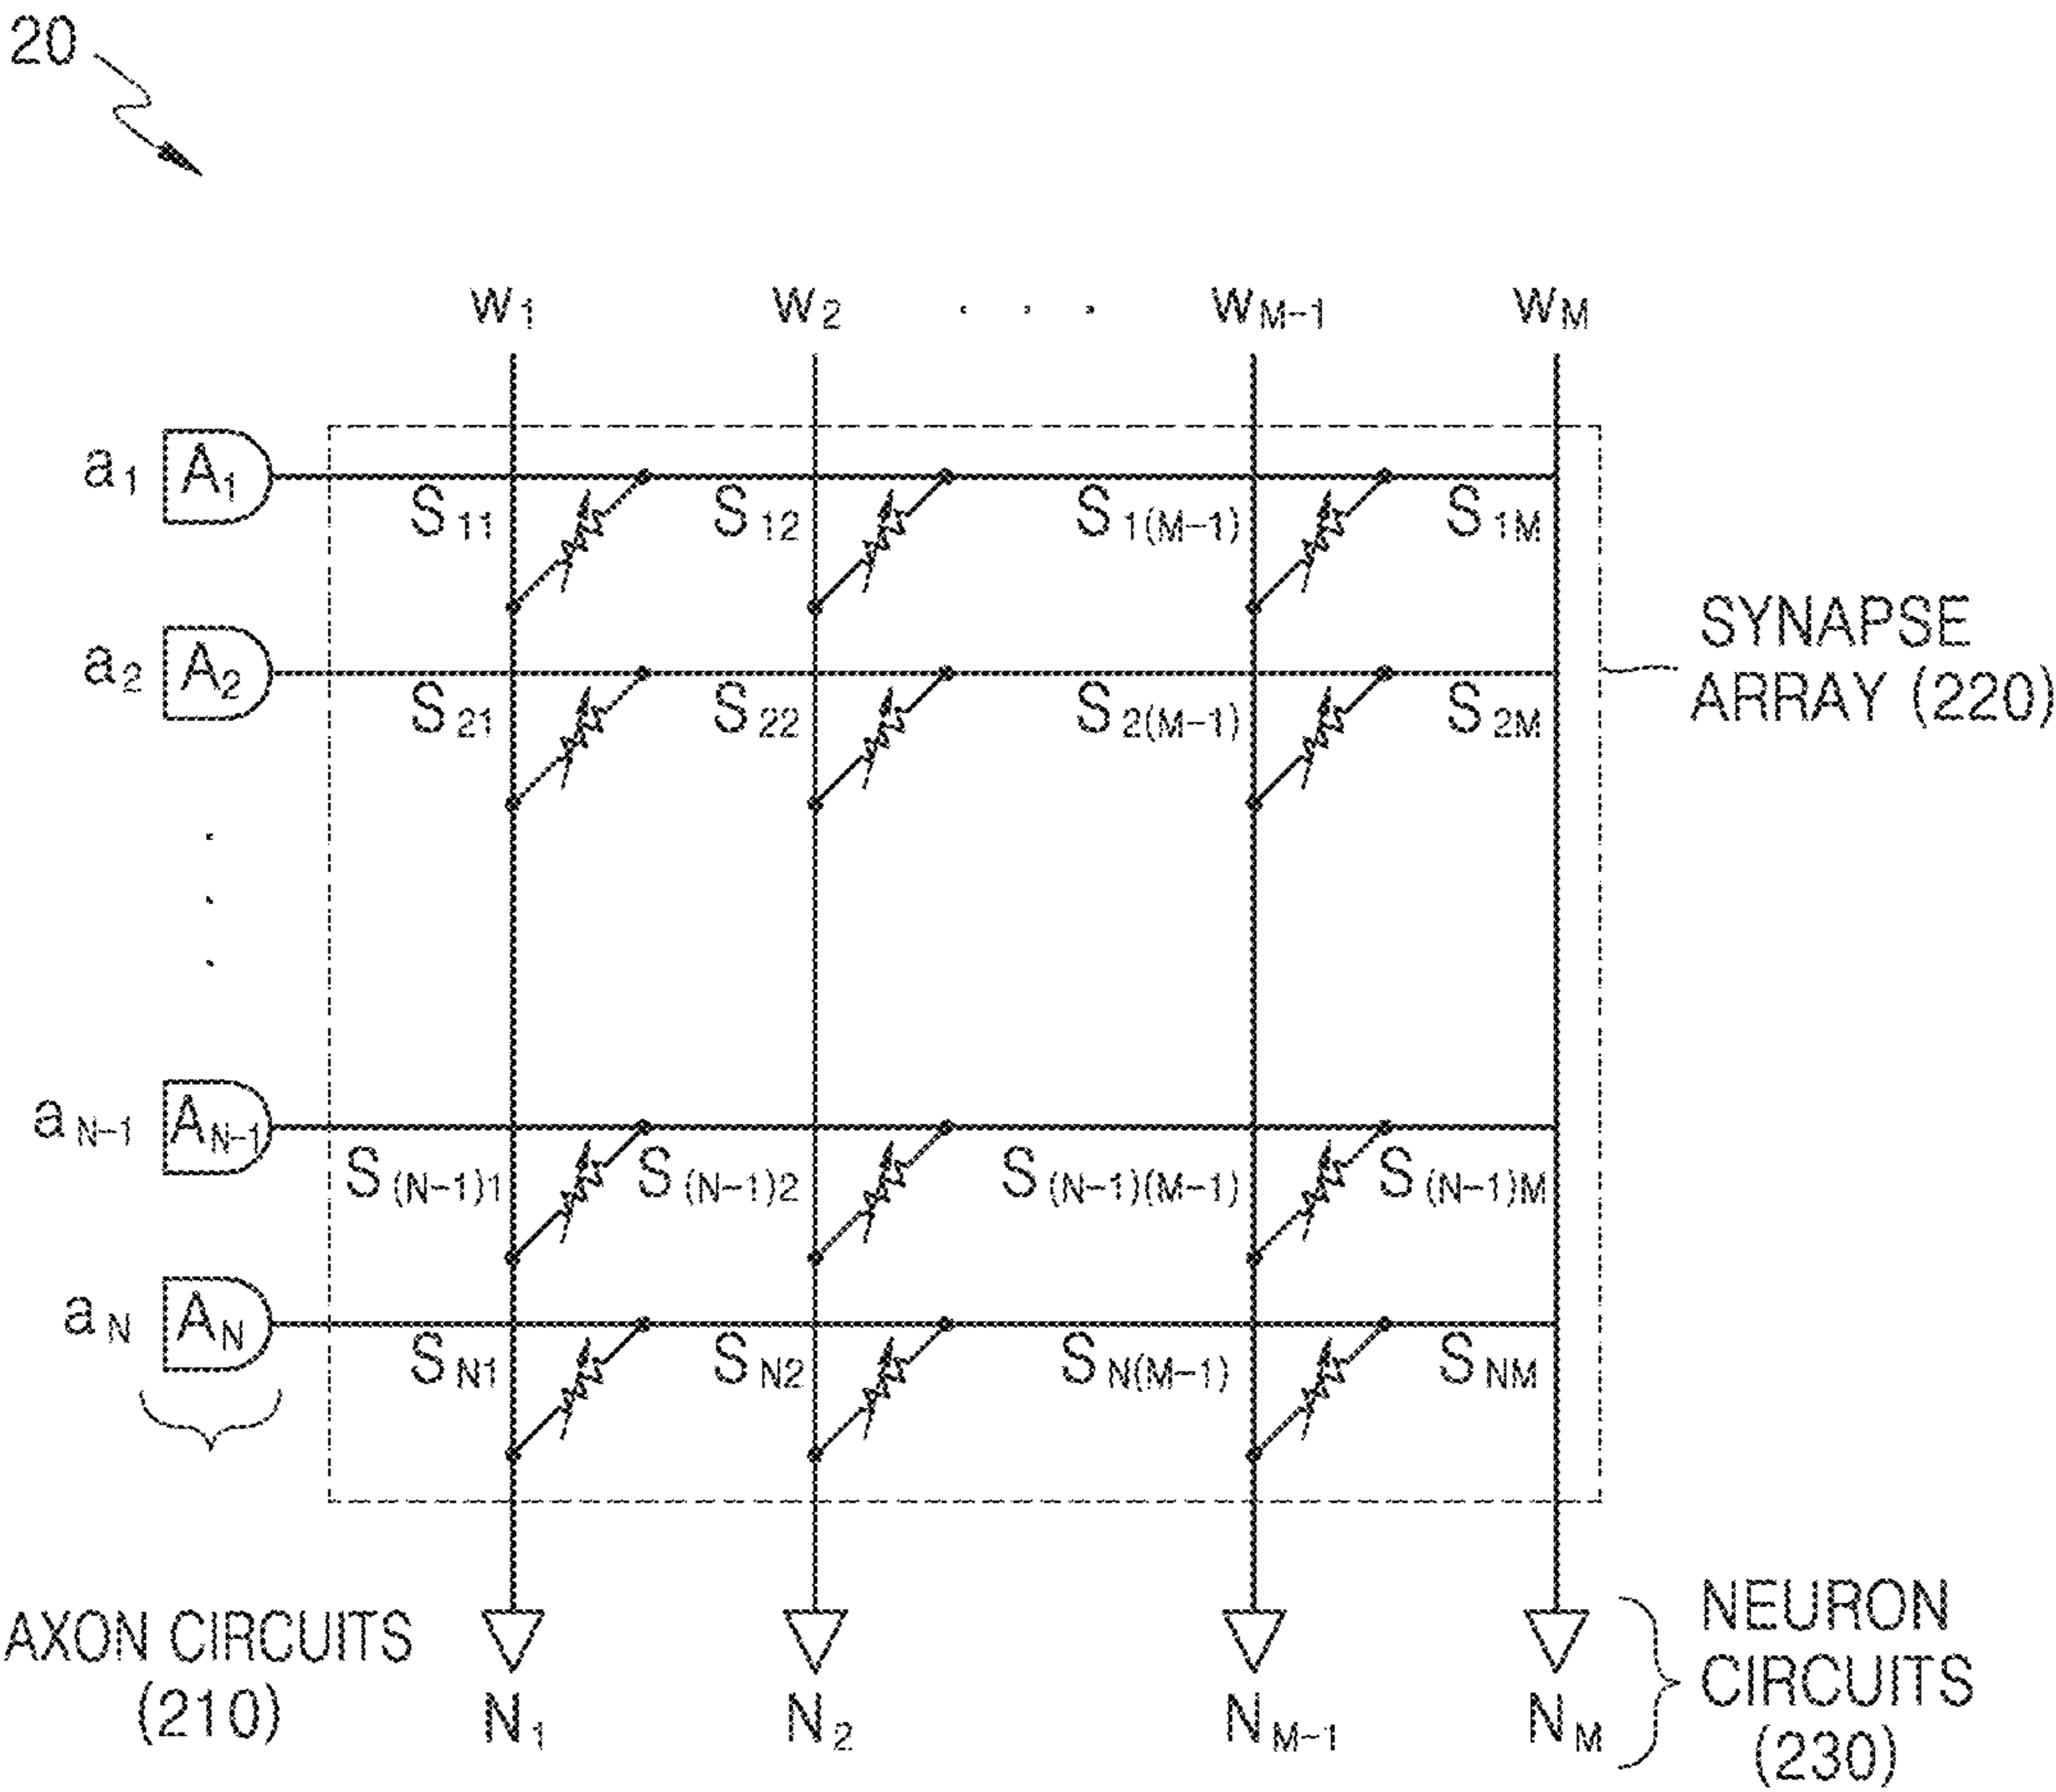 20
w1 w2 . . . wM-1 wM
a1 A1
S11 S12 S1(M-1) S1M
a2 A2
S21 S22 S2(M-1) S2M
SYNAPSE
ARRAY (220)
aN-1 AN-1
S(N-1)1 S(N-1)2 S(N-1)(M-1) S(N-1)M
aN AN
SN1 SN2 SN(M-1) SNM
AXON CIRCUITS
(210)
N1 N2 NM-1 NM
NEURON
CIRCUITS
(230)